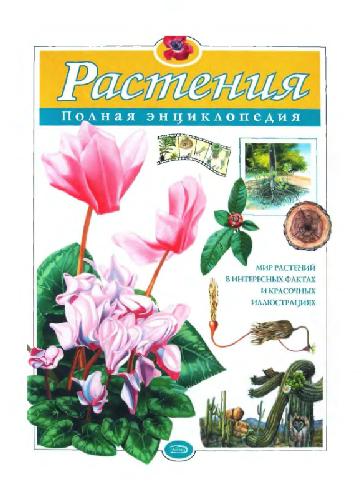 Растения
Полная энциклопедия
МИР РАСТЕНИЙ
В ИНТЕРЕСНЫХ ФАКТАХ
И КРАСОЧНЫХ
ИЛЛЮСТРАЦИЯХ